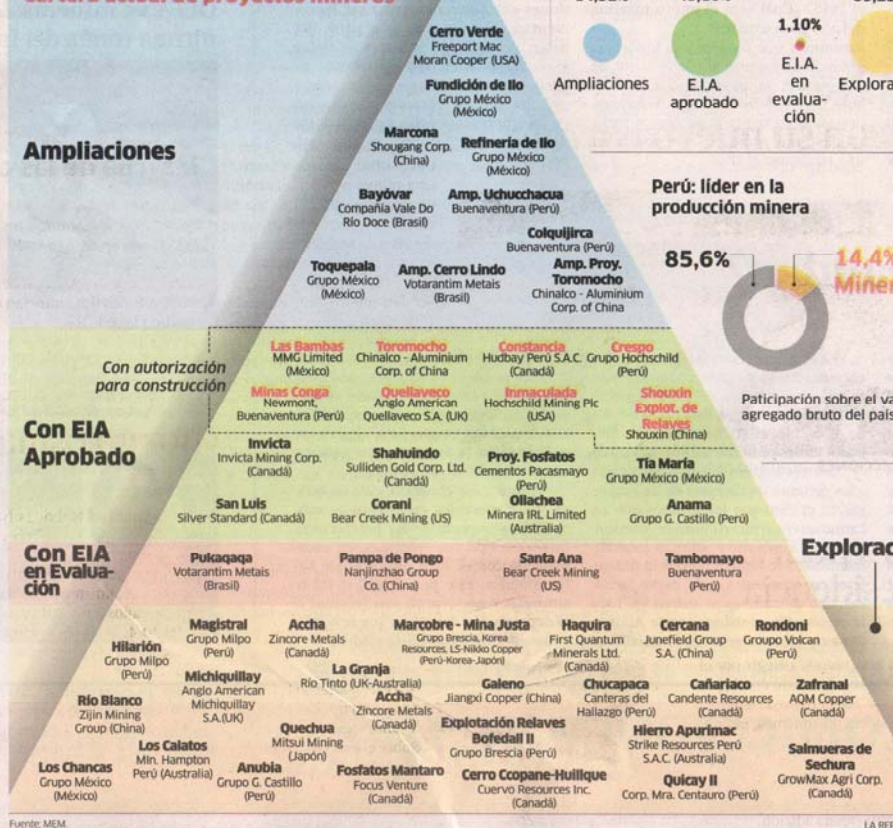 Cartera actual de proyectos mineros
Cerro Verde
Freeport Mac
Moran Cooper (USA)
Fundición de Ilo
Grupo México
(México)
Marcona
Shougang Corp.
(China)
Refinería de Ilo
Grupo México
(México)
Ampliaciones
Bayóvar
Compañia Vale Do
Río Doce (Brasil)
Amp. Uchucchacua
Buenaventura (Perú)
Colquijirca
Buenaventura (Perú)
Toquepala
Grupo México
(México)
Amp. Cerro Lindo
Votarantim Metais
(Brasil)
Amp. Proy.
Toromocho
Chinalco - Aluminium
Corp. of China
Ampliaciones
E.I.A.
aprobado
1,10%
E.I.A.
en
evalua-
ción
Perú: líder en la
producción minera
85,6%
14,4%
Paticipación sobre el
agregado bruto del país
Con autorización
para construcción
Las Bambas
MMG Limited
(México)
Toromocho
Chinalco - Aluminium
Corp. of China
Constancia
Hudbay Perú S.A.C.
(Canadá)
Crespo
Grupo Hochschild
(Perú)
Minas Conga
Newmont,
Buenaventura (Perú)
Quellaveco
Anglo American
Quellaveco S.A. (UK)
Inmaculada
Hochschild Mining Plc
(USA)
Shouxin
Explot. de
Relaves
Shouxin (China)
Con EIA
Aprobado
Invicta
Invicta Mining Corp.
(Canadá)
Shahuindo
Sulliden Gold Corp. Ltd.
(Canadá)
Proy. Fosfatos
Cementos Pacasmayo
(Perú)
Tía María
Grupo México (México)
San Luis
Silver Standard (Canadá)
Corani
Bear Creek Mining (US)
Ollachea
Minera IRL Limited
(Australia)
Anama
Grupo G. Castillo (Perú)
Con EIA
en Evalua-
ción
Pukaqaqa
Votarantim Metais
(Brasil)
Pampa de Pongo
Nanjinzhao Group
Co. (China)
Santa Ana
Bear Creek Mining
(US)
Tambomayo
Buenaventura
(Perú)
Hilarión
Grupo Milpo
(Perú)
Magistral
Grupo Milpo
(Perú)
Accha
Zincore Metals
(Canadá)
Marcobre - Mina Justa
Grupo Brescia, Korea
Resources, LS-Nikko Copper
(Perú-Korea-Japón)
Haquira
First Quantum
Minerals Ltd.
(Canadá)
Cercana
Junefield Group
S.A. (China)
Rondoni
Groupo Volcan
(Perú)
Río Blanco
Zijin Mining
Group (China)
Michiquillay
Anglo American
Michiquillay
S.A.(UK)
La Granja
Río Tinto (UK-Australia)
Accha
Zincore Metals
(Canadá)
Galeno
Jiangxi Copper (China)
Chucapaca
Canteras del
Hallazgo (Perú)
Cañariaco
Candente Resources
(Canadá)
Zafranal
AQM Copper
(Canadá)
Los Calatos
Min. Hampton
Perú (Australia)
Quechua
Mitsui Mining
(Japón)
Explotación Relaves
Bofedall II
Grupo Brescia (Perú)
Hierro Apurimac
Strike Resources Perú
S.A.C. (Australia)
Salmueras de
Sechura
GrowMax Agri Corp.
(Canadá)
Los Chancas
Grupo México
(México)
Anubia
Grupo G. Castillo
(Perú)
Fosfatos Mantaro
Focus Venture
(Canadá)
Cerro Ccopane-Huillque
Cuervo Resources Inc.
(Canadá)
Quicay II
Corp. Mra. Centauro (Perú)
Fuente: MEM.